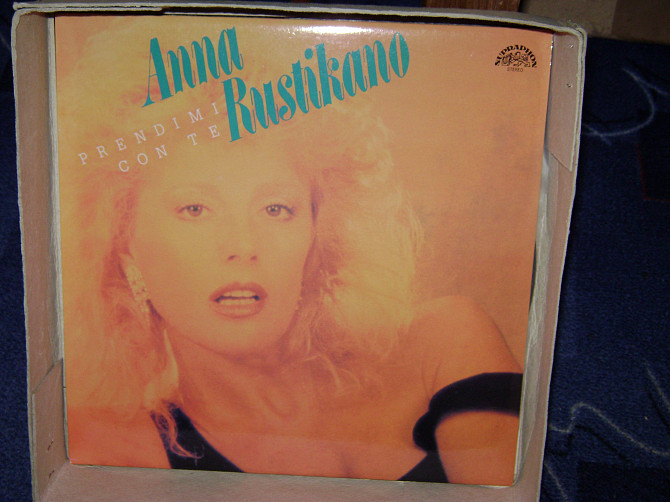 Anna
Rustikano
PRENDIMI
CON TE
SUPRAPHON
STEREO